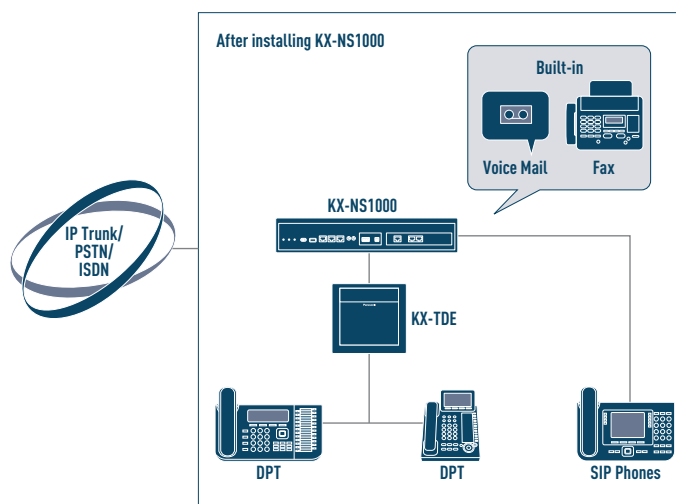 After installing KX-NS1000
Built-in
Voice Mail
Fax
KX-NS1000
IP Trunk/
PSTN/
ISDN
KX-TDE
DPT
DPT
SIP Phones